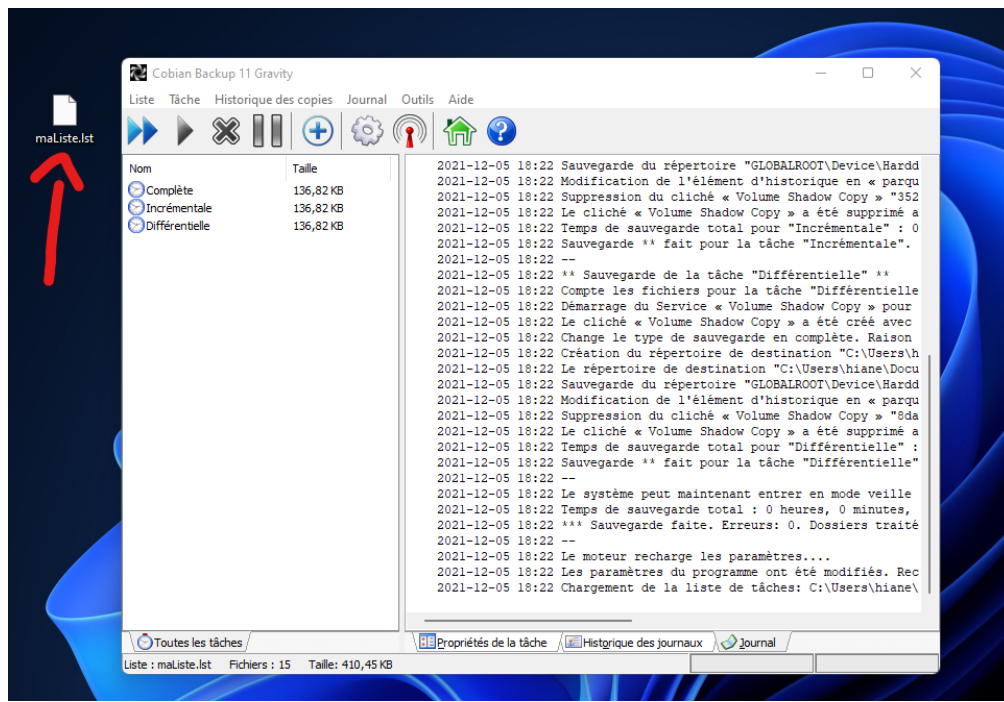 Cobian Backup 11 Gravity
Liste Tâche Historique des copies Journal Outils Aide
maListe.lst
Nom Taille
Complète 136,82 KB
Incrémentale 136,82 KB
Différentielle 136,82 KB
2021-12-05 18:22 Sauvegarde du répertoire "GLOBALROOT\Device\Hardd
2021-12-05 18:22 Modification de l'élément d'historique en « parqu
2021-12-05 18:22 Suppression du cliché « Volume Shadow Copy » "352
2021-12-05 18:22 Le cliché « Volume Shadow Copy » a été supprimé a
2021-12-05 18:22 Temps de sauvegarde total pour "Incrémentale" : 0
2021-12-05 18:22 Sauvegarde ** fait pour la tâche "Incrémentale".
2021-12-05 18:22 --
2021-12-05 18:22 ** Sauvegarde de la tâche "Différentielle" **
2021-12-05 18:22 Compte les fichiers pour la tâche "Différentielle
2021-12-05 18:22 Démarrage du Service « Volume Shadow Copy » pour
2021-12-05 18:22 Le cliché « Volume Shadow Copy » a été créé avec
2021-12-05 18:22 Change le type de sauvegarde en complète. Raison
2021-12-05 18:22 Création du répertoire de destination "C:\Users\h
2021-12-05 18:22 Le répertoire de destination "C:\Users\hiane\Docu
2021-12-05 18:22 Sauvegarde du répertoire "GLOBALROOT\Device\Hardd
2021-12-05 18:22 Modification de l'élément d'historique en « parqu
2021-12-05 18:22 Suppression du cliché « Volume Shadow Copy » "8da
2021-12-05 18:22 Le cliché « Volume Shadow Copy » a été supprimé a
2021-12-05 18:22 Temps de sauvegarde total pour "Différentielle" :
2021-12-05 18:22 Sauvegarde ** fait pour la tâche "Différentielle"
2021-12-05 18:22 --
2021-12-05 18:22 Le système peut maintenant entrer en mode veille
2021-12-05 18:22 Temps de sauvegarde total : 0 heures, 0 minutes,
2021-12-05 18:22 *** Sauvegarde faite. Erreurs: 0. Dossiers traité
2021-12-05 18:22 --
2021-12-05 18:22 Le moteur recharge les paramètres....
2021-12-05 18:22 Les paramètres du programme ont été modifiés. Rec
2021-12-05 18:22 Chargement de la liste de tâches: C:\Users\hiane\
Toutes les tâches
Propriétés de la tâche Historique des journaux Journal
Liste : maListe.lst Fichiers : 15 Taille: 410,45 KB